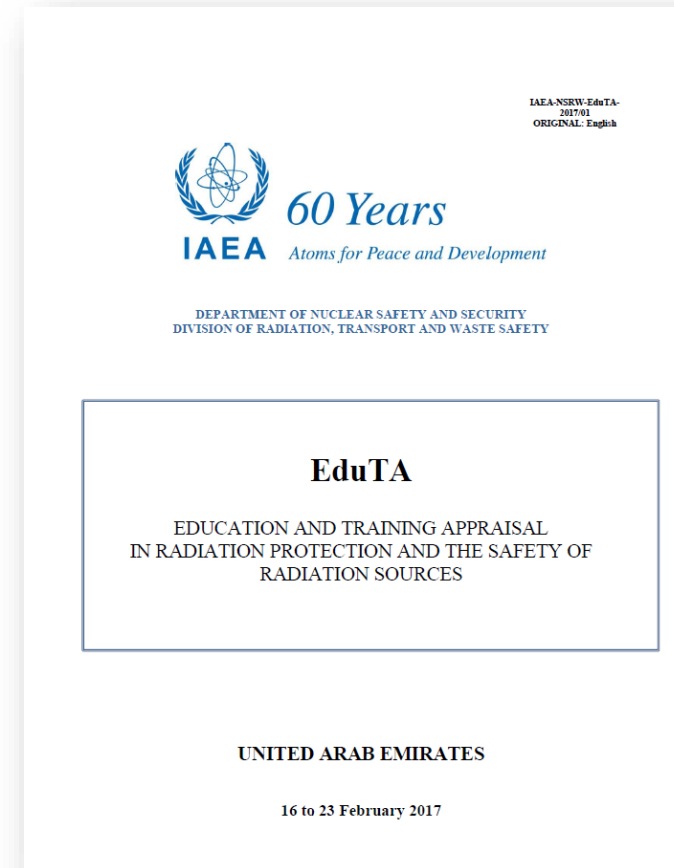 IAEA-NSRW-EduTA-
2017/01
ORIGINAL: English
60 Years
IAEA
Atoms for Peace and Development
DEPARTMENT OF NUCLEAR SAFETY AND SECURITY
DIVISION OF RADIATION, TRANSPORT AND WASTE SAFETY
EduTA
EDUCATION AND TRAINING APPRAISAL
IN RADIATION PROTECTION AND THE SAFETY OF
RADIATION SOURCES
UNITED ARAB EMIRATES
16 to 23 February 2017